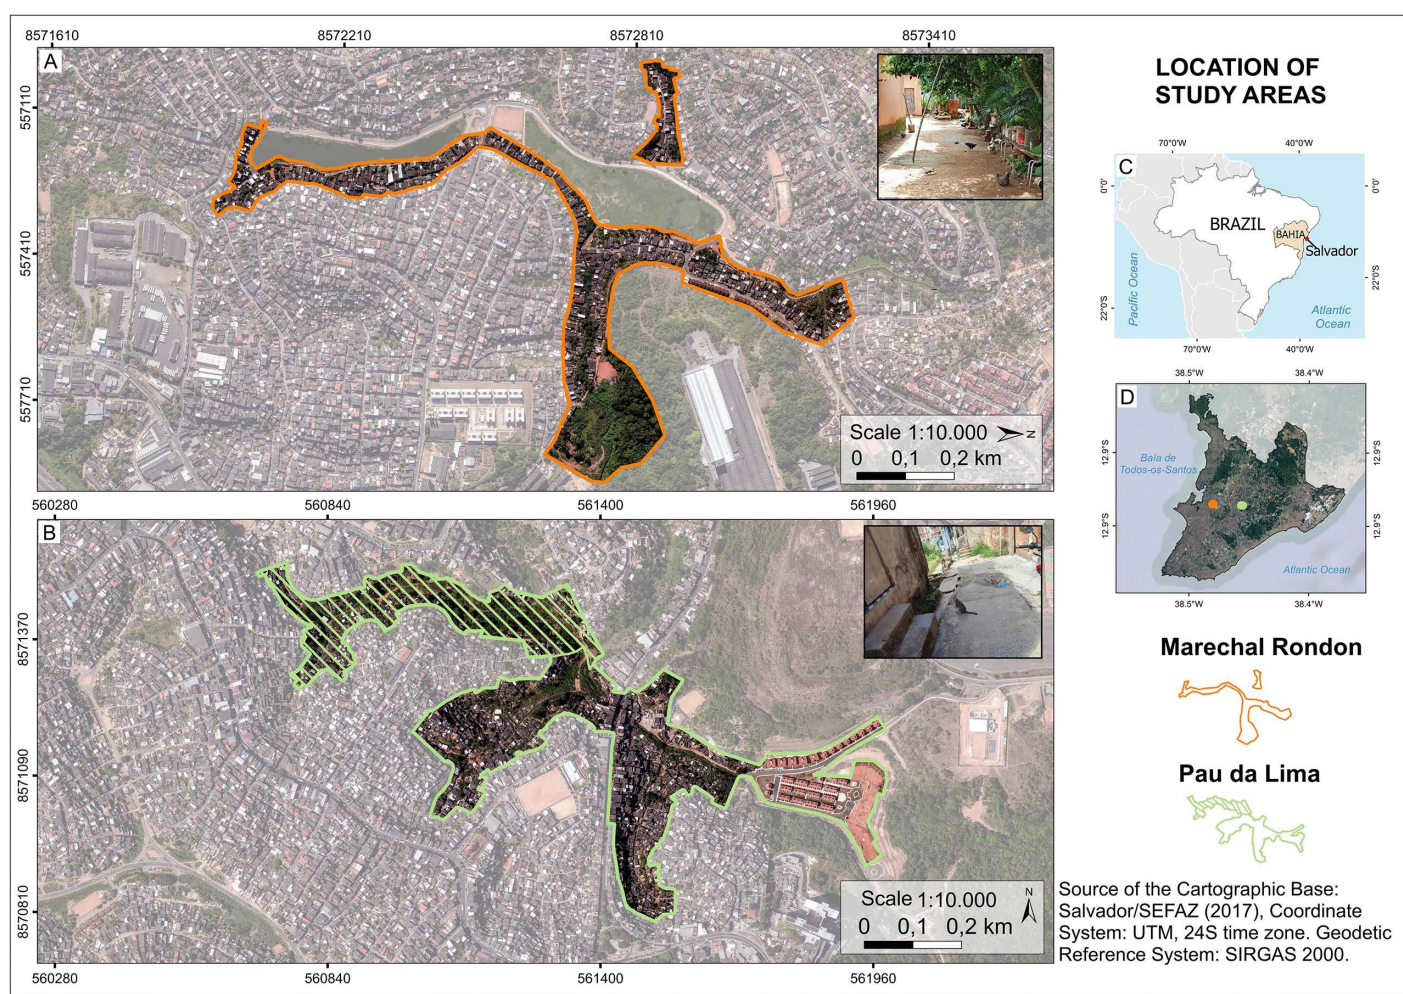 8571610
8572210
8572810
8573410
A
557110
557410
557710
Scale 1:10.000
N
0 0,1 0,2 km
560280
560840
561400
561960
B
8571370
8571090
8570810
Scale 1:10.000
N
0 0,1 0,2 km
560280
560840
561400
561960
LOCATION OF
STUDY AREAS
70°0'W
40°0'W
C
0°0'
0°0'
BRAZIL
BAHIA
Salvador
Pacific Ocean
22°0'S
22°0'S
Atlantic
Ocean
70°0'W
40°0'W
38.5°W
38.4°W
D
12.9°S
12.9°S
Baía de
Todos-os-Santos
12.9°S
12.9°S
Atlantic Ocean
38.5°W
38.4°W
Marechal Rondon
Pau da Lima
Source of the Cartographic Base:
Salvador/SEFAZ (2017), Coordinate
System: UTM, 24S time zone. Geodetic
Reference System: SIRGAS 2000.